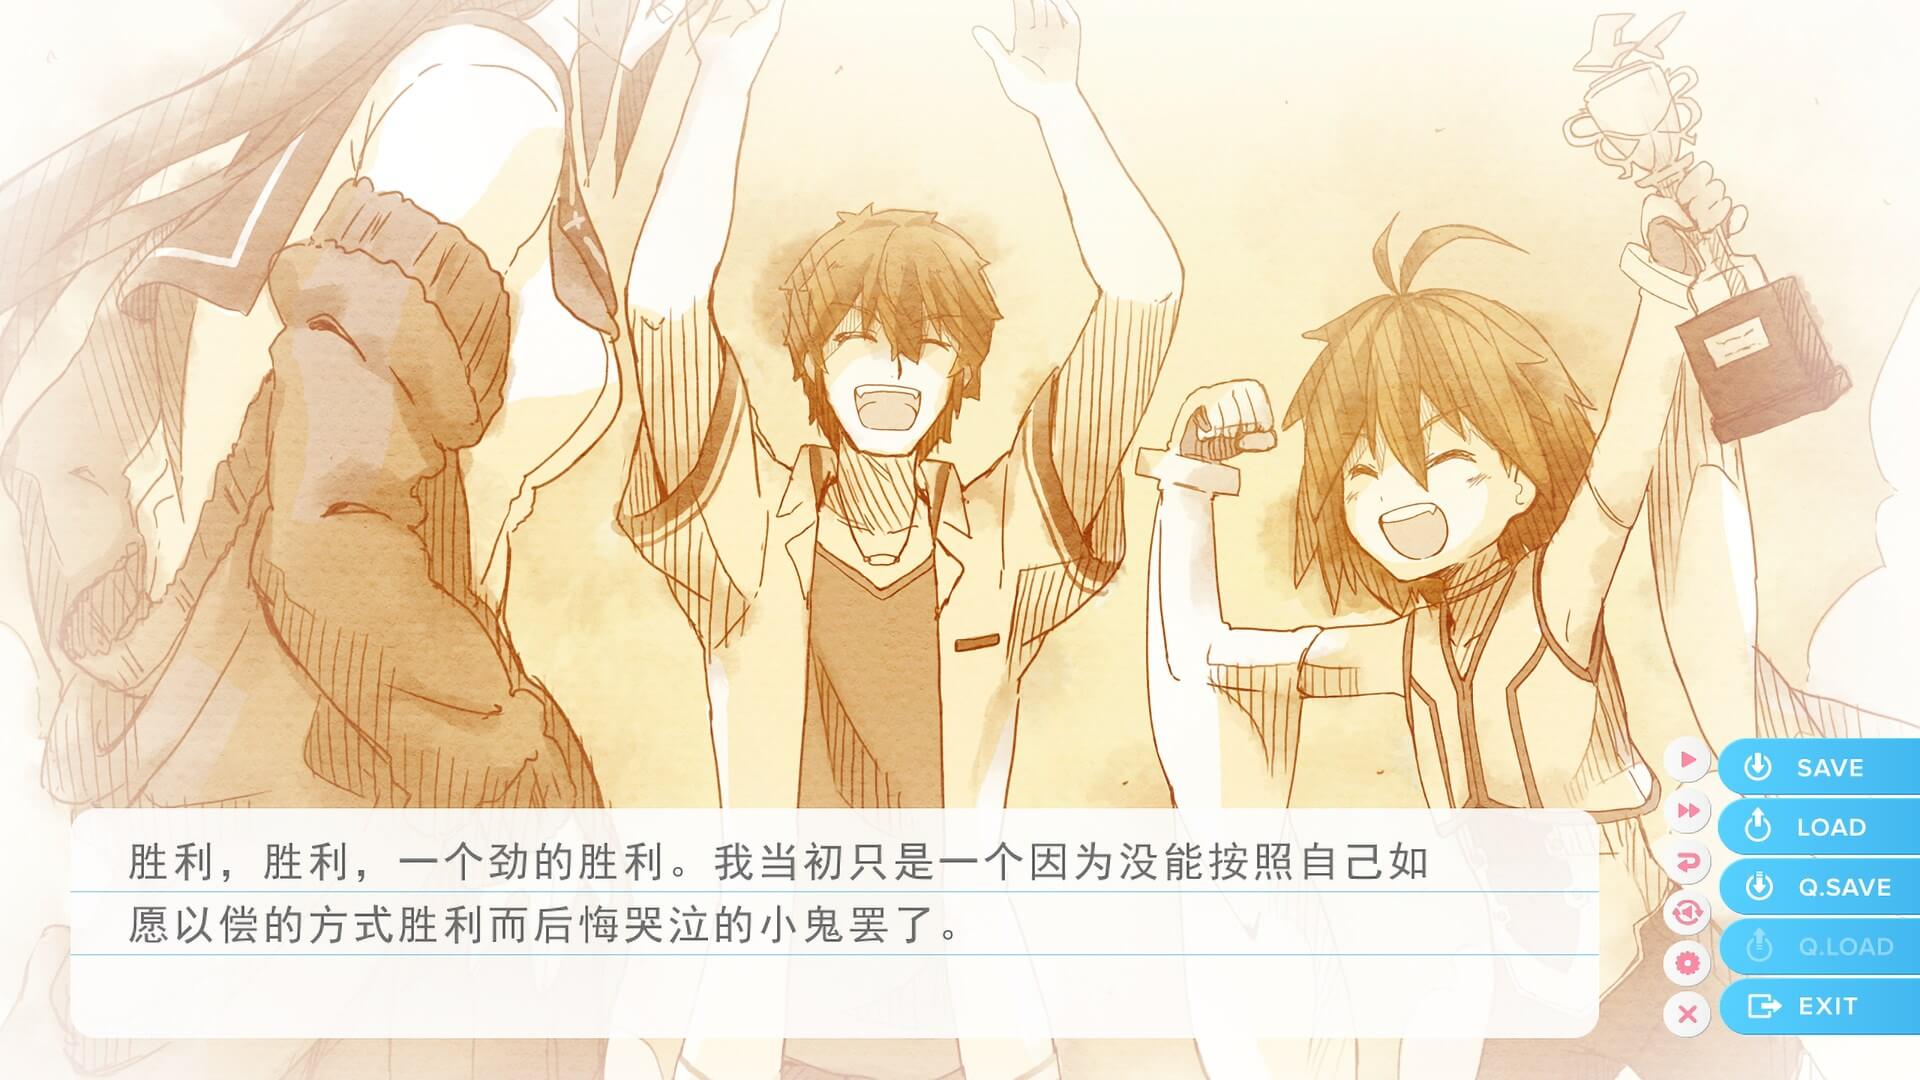 胜利，胜利，一个劲的胜利。我当初只是一个因为没能按照自己如
愿以偿的方式胜利而后悔哭泣的小鬼罢了。
SAVE
LOAD
Q.SAVE
Q.LOAD
EXIT